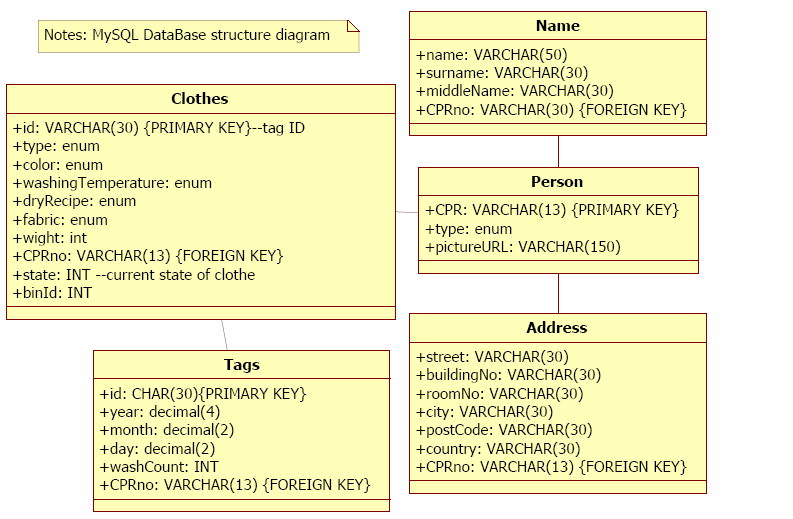 Notes: MySQL DataBase structure diagram
Name
+name: VARCHAR(50)
+surname: VARCHAR(30)
+middleName: VARCHAR(30)
+CPRno: VARCHAR(30) {FOREIGN KEY}
Clothes
+id: VARCHAR(30) {PRIMARY KEY}--tag ID
+type: enum
+color: enum
+washingTemperature: enum
+dryRecipe: enum
+fabric: enum
+wight: int
+CPRno: VARCHAR(13) {FOREIGN KEY}
+state: INT --current state of clothe
+binId: INT
Person
+CPR: VARCHAR(13) {PRIMARY KEY}
+type: enum
+pictureURL: VARCHAR(150)
Address
+street: VARCHAR(30)
+buildingNo: VARCHAR(30)
+roomNo: VARCHAR(30)
+city: VARCHAR(30)
+postCode: VARCHAR(30)
+country: VARCHAR(30)
+CPRno: VARCHAR(13) {FOREIGN KEY}
Tags
+id: CHAR(30){PRIMARY KEY}
+year: decimal(4)
+month: decimal(2)
+day: decimal(2)
+washCount: INT
+CPRno: VARCHAR(13) {FOREIGN KEY}